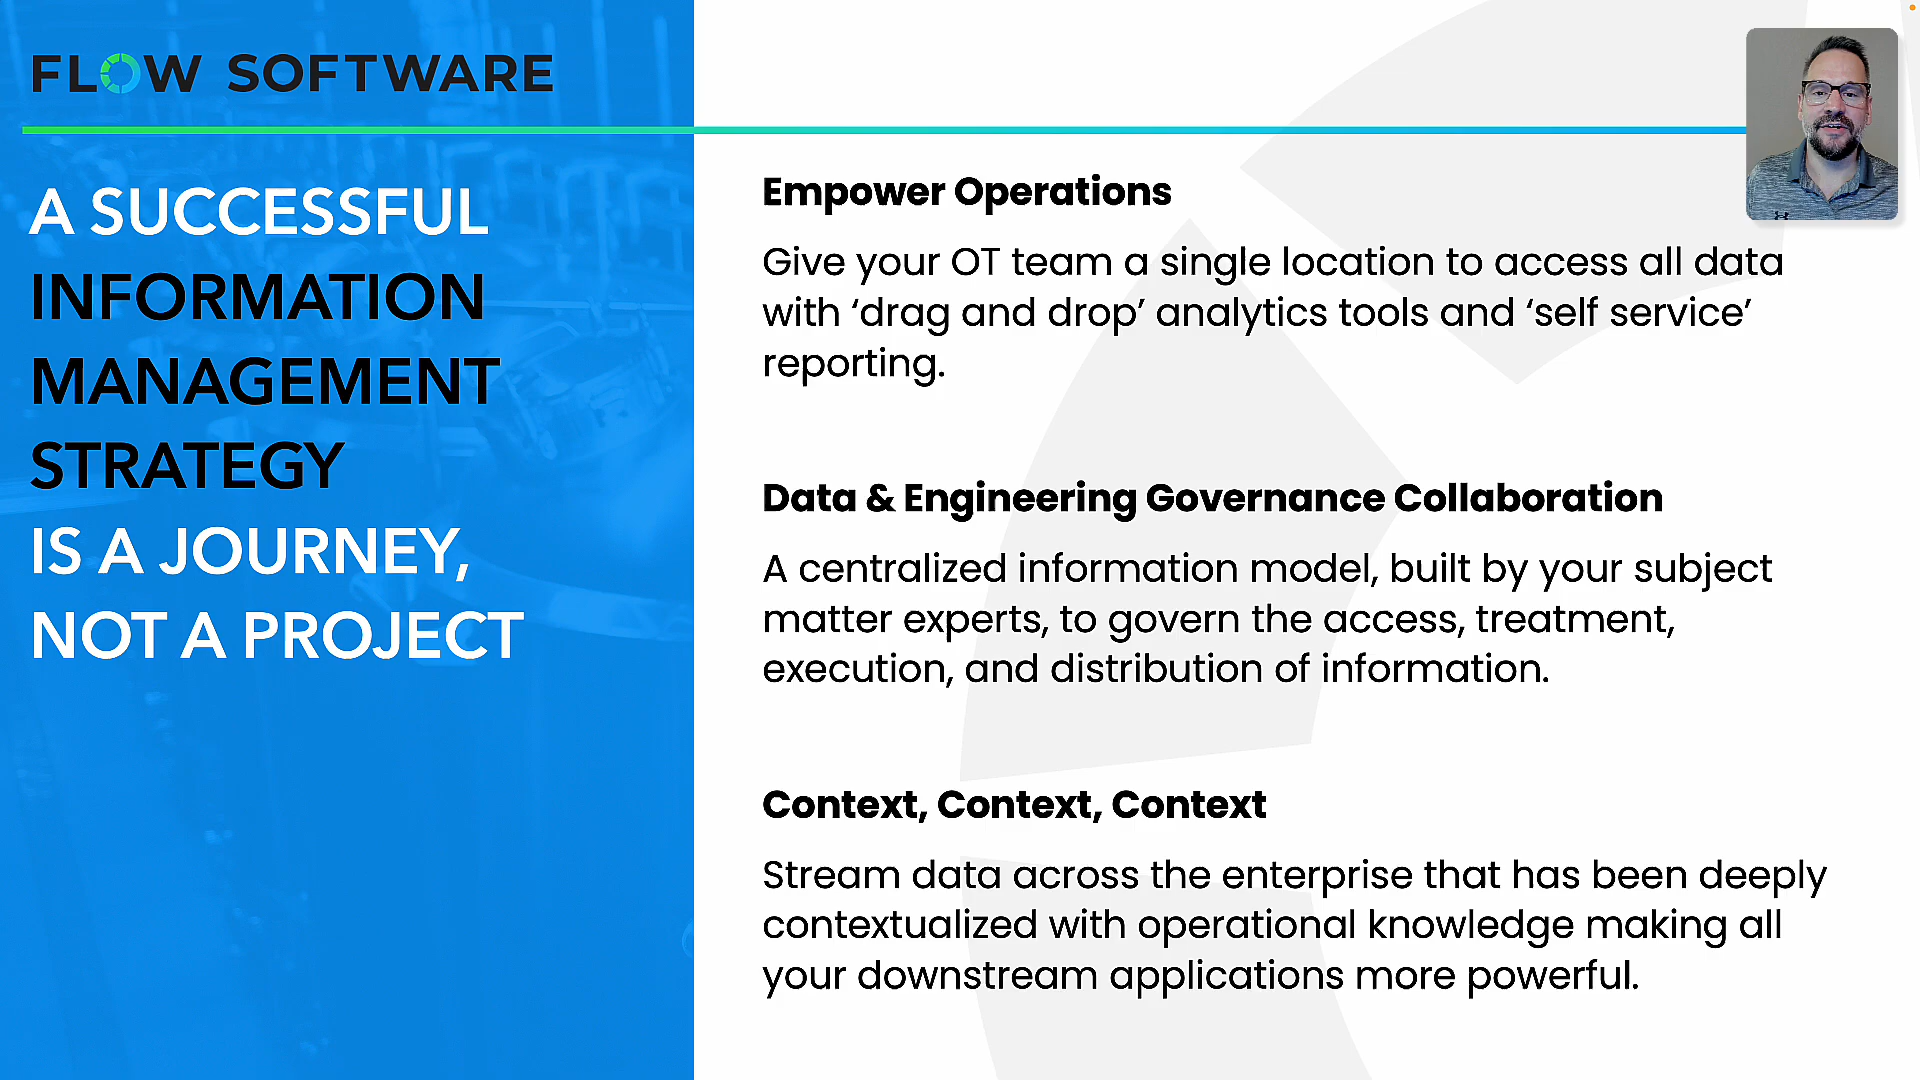 FLOW SOFTWARE
A SUCCESSFUL
INFORMATION
MANAGEMENT
STRATEGY
IS A JOURNEY,
NOT A PROJECT
Empower Operations
Give your OT team a single location to access all data
with ‘drag and drop’ analytics tools and ‘self service’
reporting.
Data & Engineering Governance Collaboration
A centralized information model, built by your subject
matter experts, to govern the access, treatment,
execution, and distribution of information.
Context, Context, Context
Stream data across the enterprise that has been deeply
contextualized with operational knowledge making all
your downstream applications more powerful.